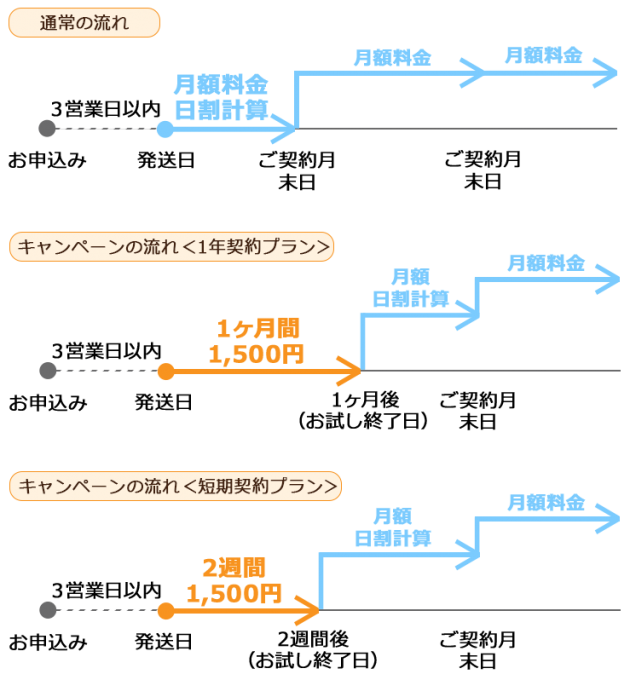 通常の流れ
月額料金
日割計算
月額料金
月額料金
3営業日以内
お申込み
発送日
ご契約月
末日
ご契約月
末日
キャンペーンの流れ<1年契約プラン>
月額料金
月額
日割計算
1ヶ月間
1,500円
3営業日以内
お申込み
発送日
1ヶ月後
(お試し終了日)
ご契約月
末日
キャンペーンの流れ<短期契約プラン>
月額料金
月額
日割計算
2週間
1,500円
3営業日以内
お申込み
発送日
2週間後
(お試し終了日)
ご契約月
末日